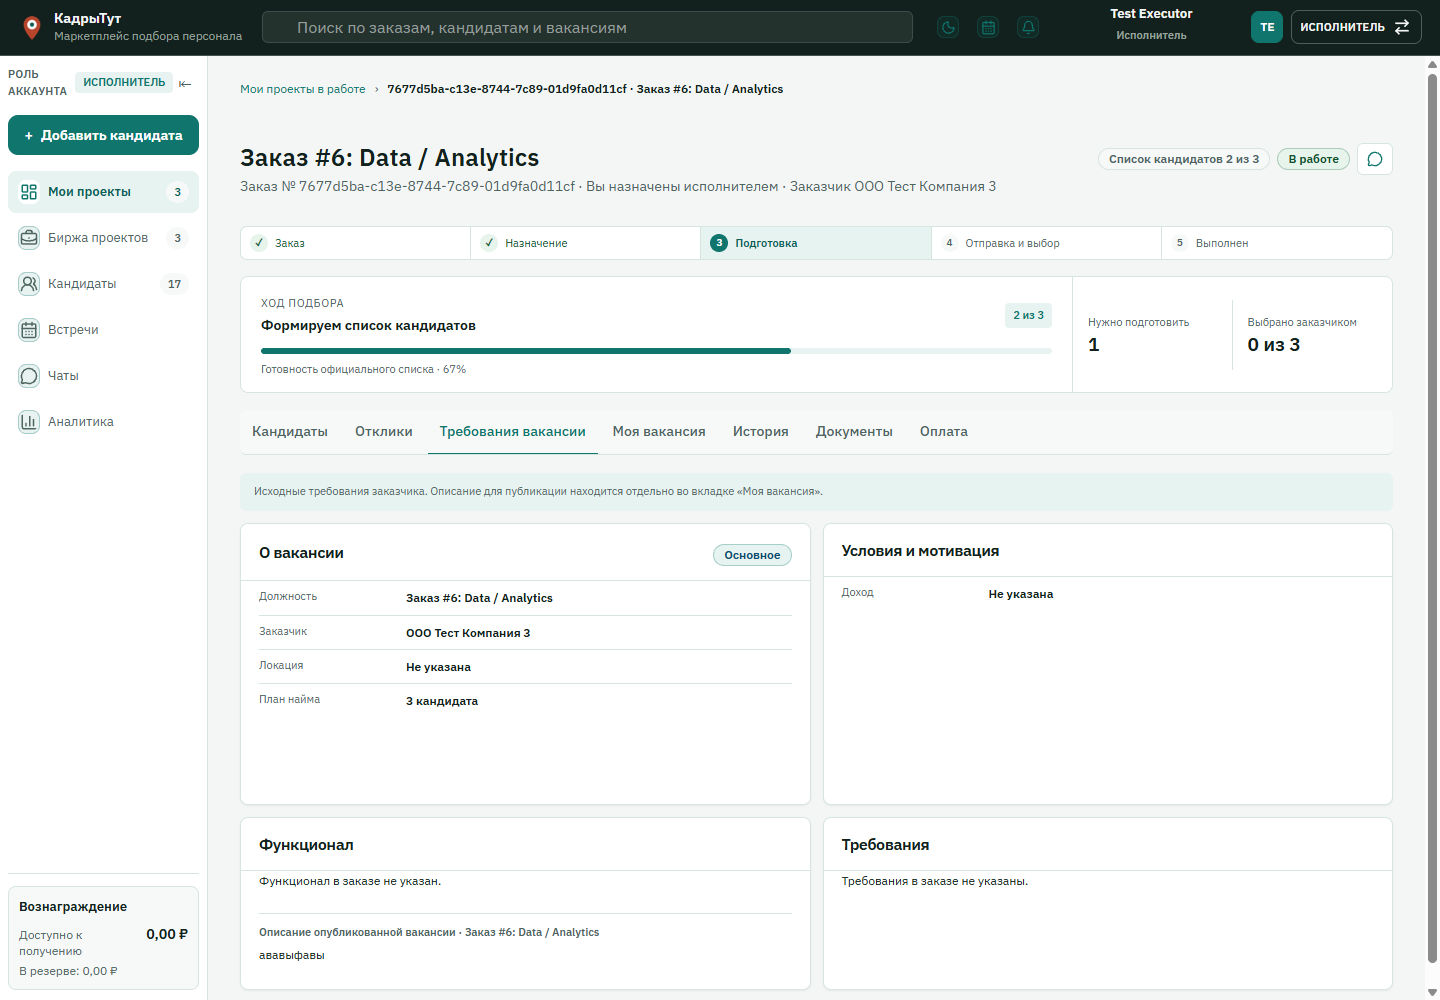 КадрыТут
Маркетплейс подбора персонала
Поиск по заказам, кандидатам и вакансиям
Test Executor
Исполнитель
TE
ИСПОЛНИТЕЛЬ
РОЛЬ АККАУНТА
ИСПОЛНИТЕЛЬ
+ Добавить кандидата
Мои проекты 3
Биржа проектов 3
Кандидаты 17
Встречи
Чаты
Аналитика
Вознаграждение
Доступно к получению 0,00 ₽
В резерве: 0,00 ₽
Мои проекты в работе › 7677d5ba-c13e-8744-7c89-01d9fa0d11cf · Заказ #6: Data / Analytics
Заказ #6: Data / Analytics
Заказ № 7677d5ba-c13e-8744-7c89-01d9fa0d11cf · Вы назначены исполнителем · Заказчик ООО Тест Компания 3
Список кандидатов 2 из 3
В работе
✓ Заказ
✓ Назначение
3 Подготовка
4 Отправка и выбор
5 Выполнен
ХОД ПОДБОРА
Формируем список кандидатов
2 из 3
Готовность официального списка · 67%
Нужно подготовить
1
Выбрано заказчиком
0 из 3
Кандидаты
Отклики
Требования вакансии
Моя вакансия
История
Документы
Оплата
Исходные требования заказчика. Описание для публикации находится отдельно во вкладке «Моя вакансия».
О вакансии
Основное
Должность Заказ #6: Data / Analytics
Заказчик ООО Тест Компания 3
Локация Не указана
План найма 3 кандидата
Условия и мотивация
Доход Не указана
Функционал
Функционал в заказе не указан.
Описание опубликованной вакансии · Заказ #6: Data / Analytics
ававыфавы
Требования
Требования в заказе не указаны.